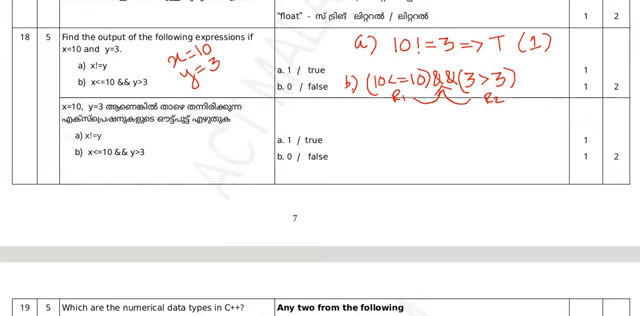 "float" - സ്ട്രിങ് ലിറ്ററൽ / ലിറ്ററൽ 1 2
18 5 Find the output of the following expressions if
x=10 and y=3.
a) x!=y
b) x<=10 && y>3
x=10
y=3
a) 10!=3 => T (1)
b) (10<=10) && (3>3)
R1 R2
a. 1 / true 1
b. 0 / false 1 2
x=10, y=3 ആണെങ്കിൽ താഴെ തന്നിരിക്കുന്ന
എക്സ്പ്രെഷനുകളുടെ ഔട്ട്പുട്ട് എഴുതുക
a) x!=y
b) x<=10 && y>3
a. 1 / true 1
b. 0 / false 1 2
7
19 5 Which are the numerical data types in C++? Any two from the following